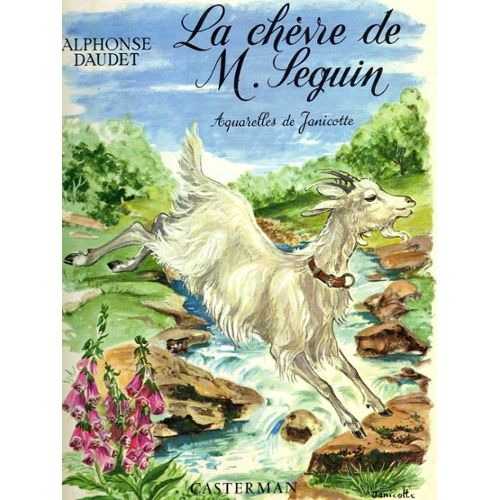 ALPHONSE
DAUDET
La chèvre de
M. Seguin
Aquarelles de Janicotte
CASTERMAN
Janicotte